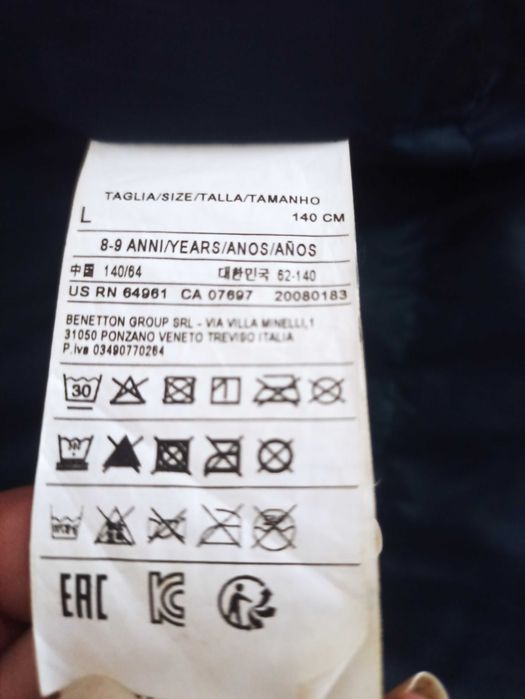 TAGLIA/SIZE/TALLA/TAMANHO
L 140 CM
8-9 ANNI/YEARS/ANOS/AÑOS
中国 140/64 대한민국 62-140
US RN 64961 CA 07697 20080183
BENETTON GROUP SRL - VIA VILLA MINELLI,1
31050 PONZANO VENETO TREVISO ITALIA
P.iva 03490770264
30
EAC KC